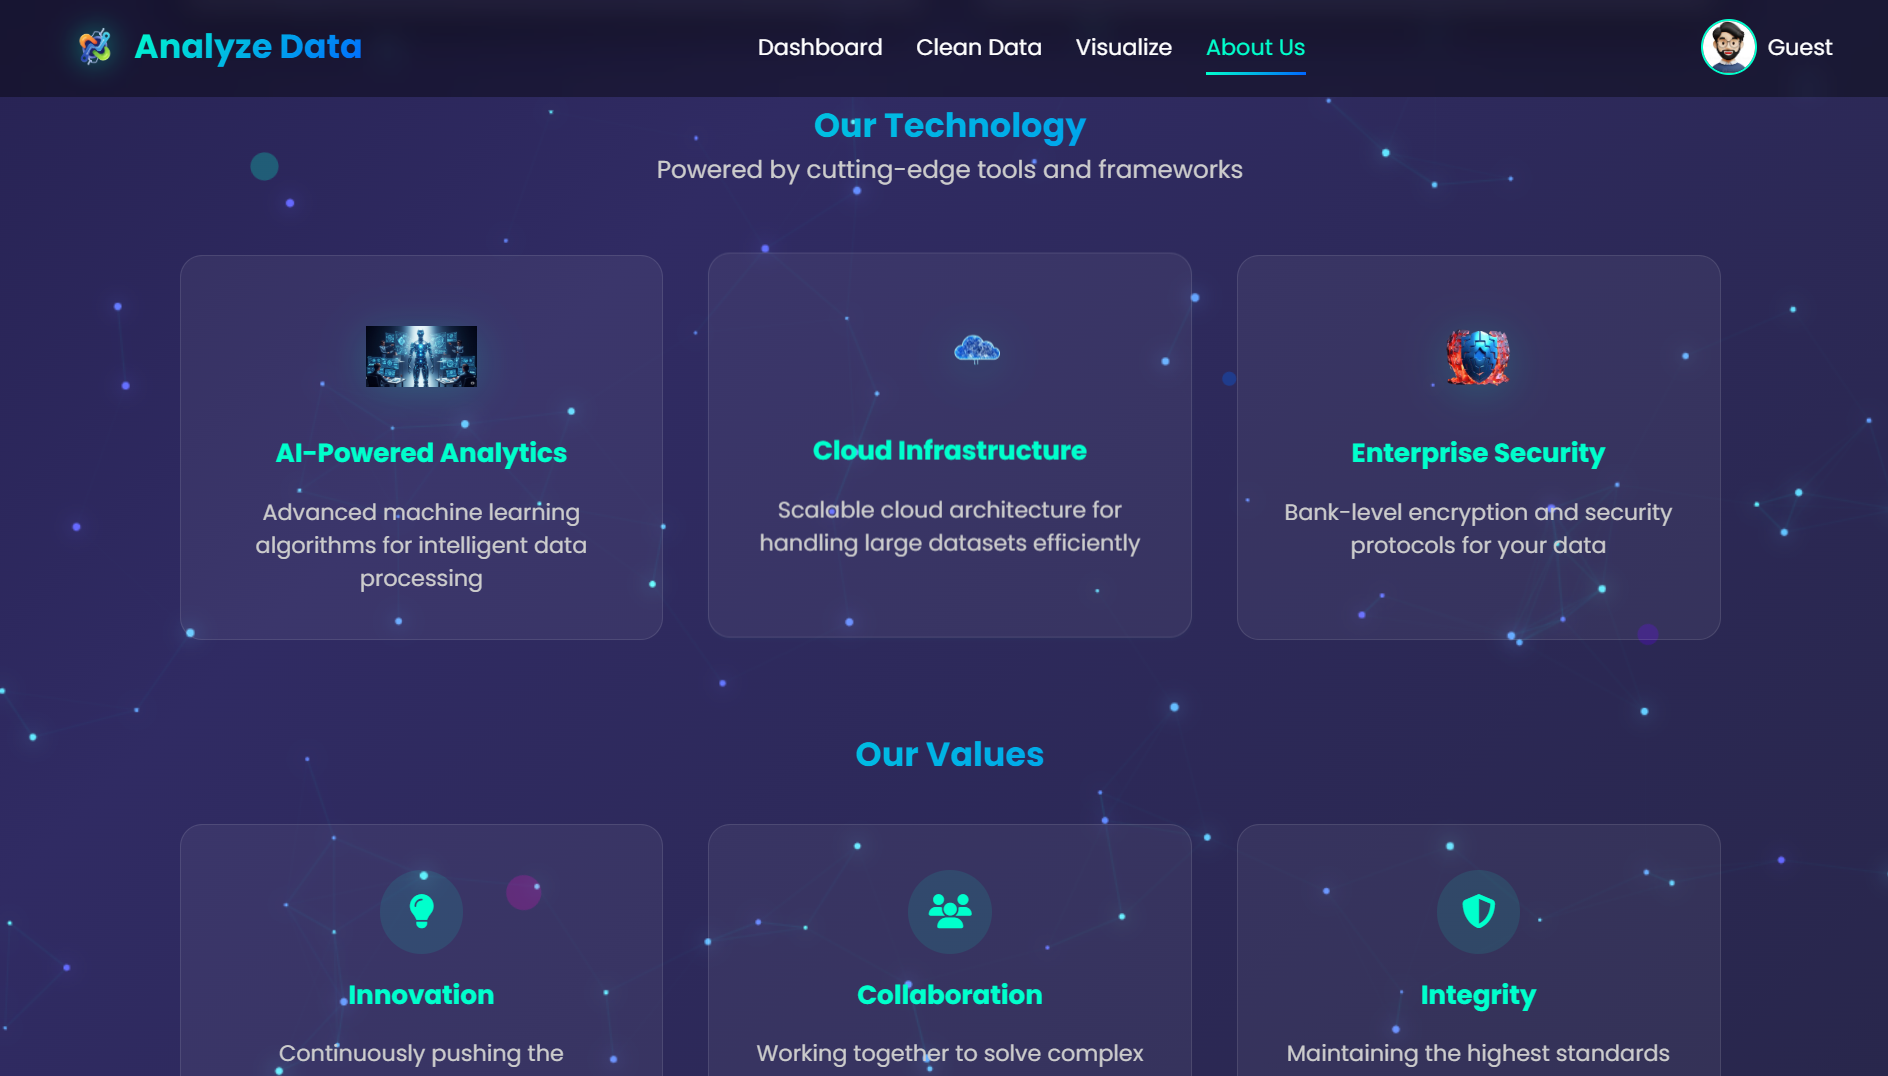 Analyze Data
Dashboard
Clean Data
Visualize
About Us
Guest
Our Technology
Powered by cutting-edge tools and frameworks
AI-Powered Analytics
Advanced machine learning
algorithms for intelligent data
processing
Cloud Infrastructure
Scalable cloud architecture for
handling large datasets efficiently
Enterprise Security
Bank-level encryption and security
protocols for your data
Our Values
Innovation
Continuously pushing the
Collaboration
Working together to solve complex
Integrity
Maintaining the highest standards